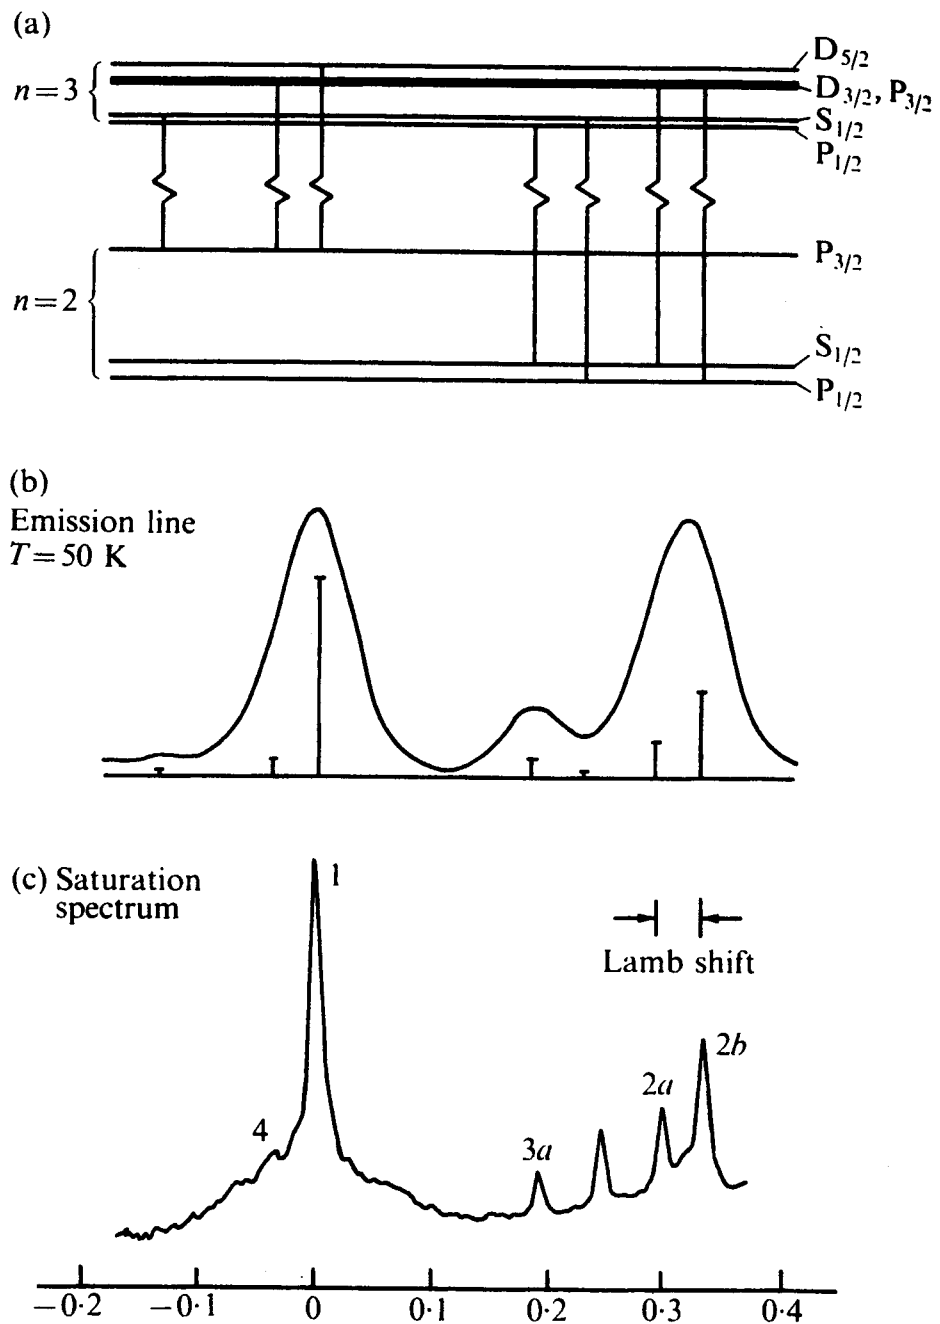 (a)
D5/2
n=3
D3/2, P3/2
S1/2
P1/2
P3/2
n=2
S1/2
P1/2
(b)
Emission line
T=50 K
(c) Saturation
spectrum
1
Lamb shift
2b
2a
4
3a
−0·2 −0·1 0 0·1 0·2 0·3 0·4